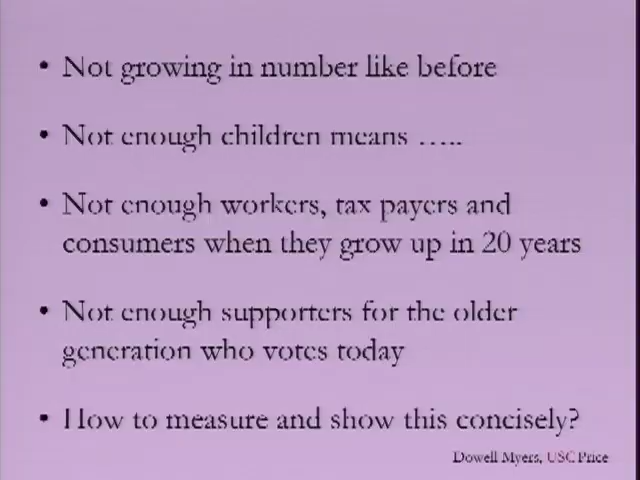 • Not growing in number like before
• Not enough children means .....
• Not enough workers, tax payers and
consumers when they grow up in 20 years
• Not enough supporters for the older
generation who votes today
• How to measure and show this concisely?
Dowell Myers, USC Price